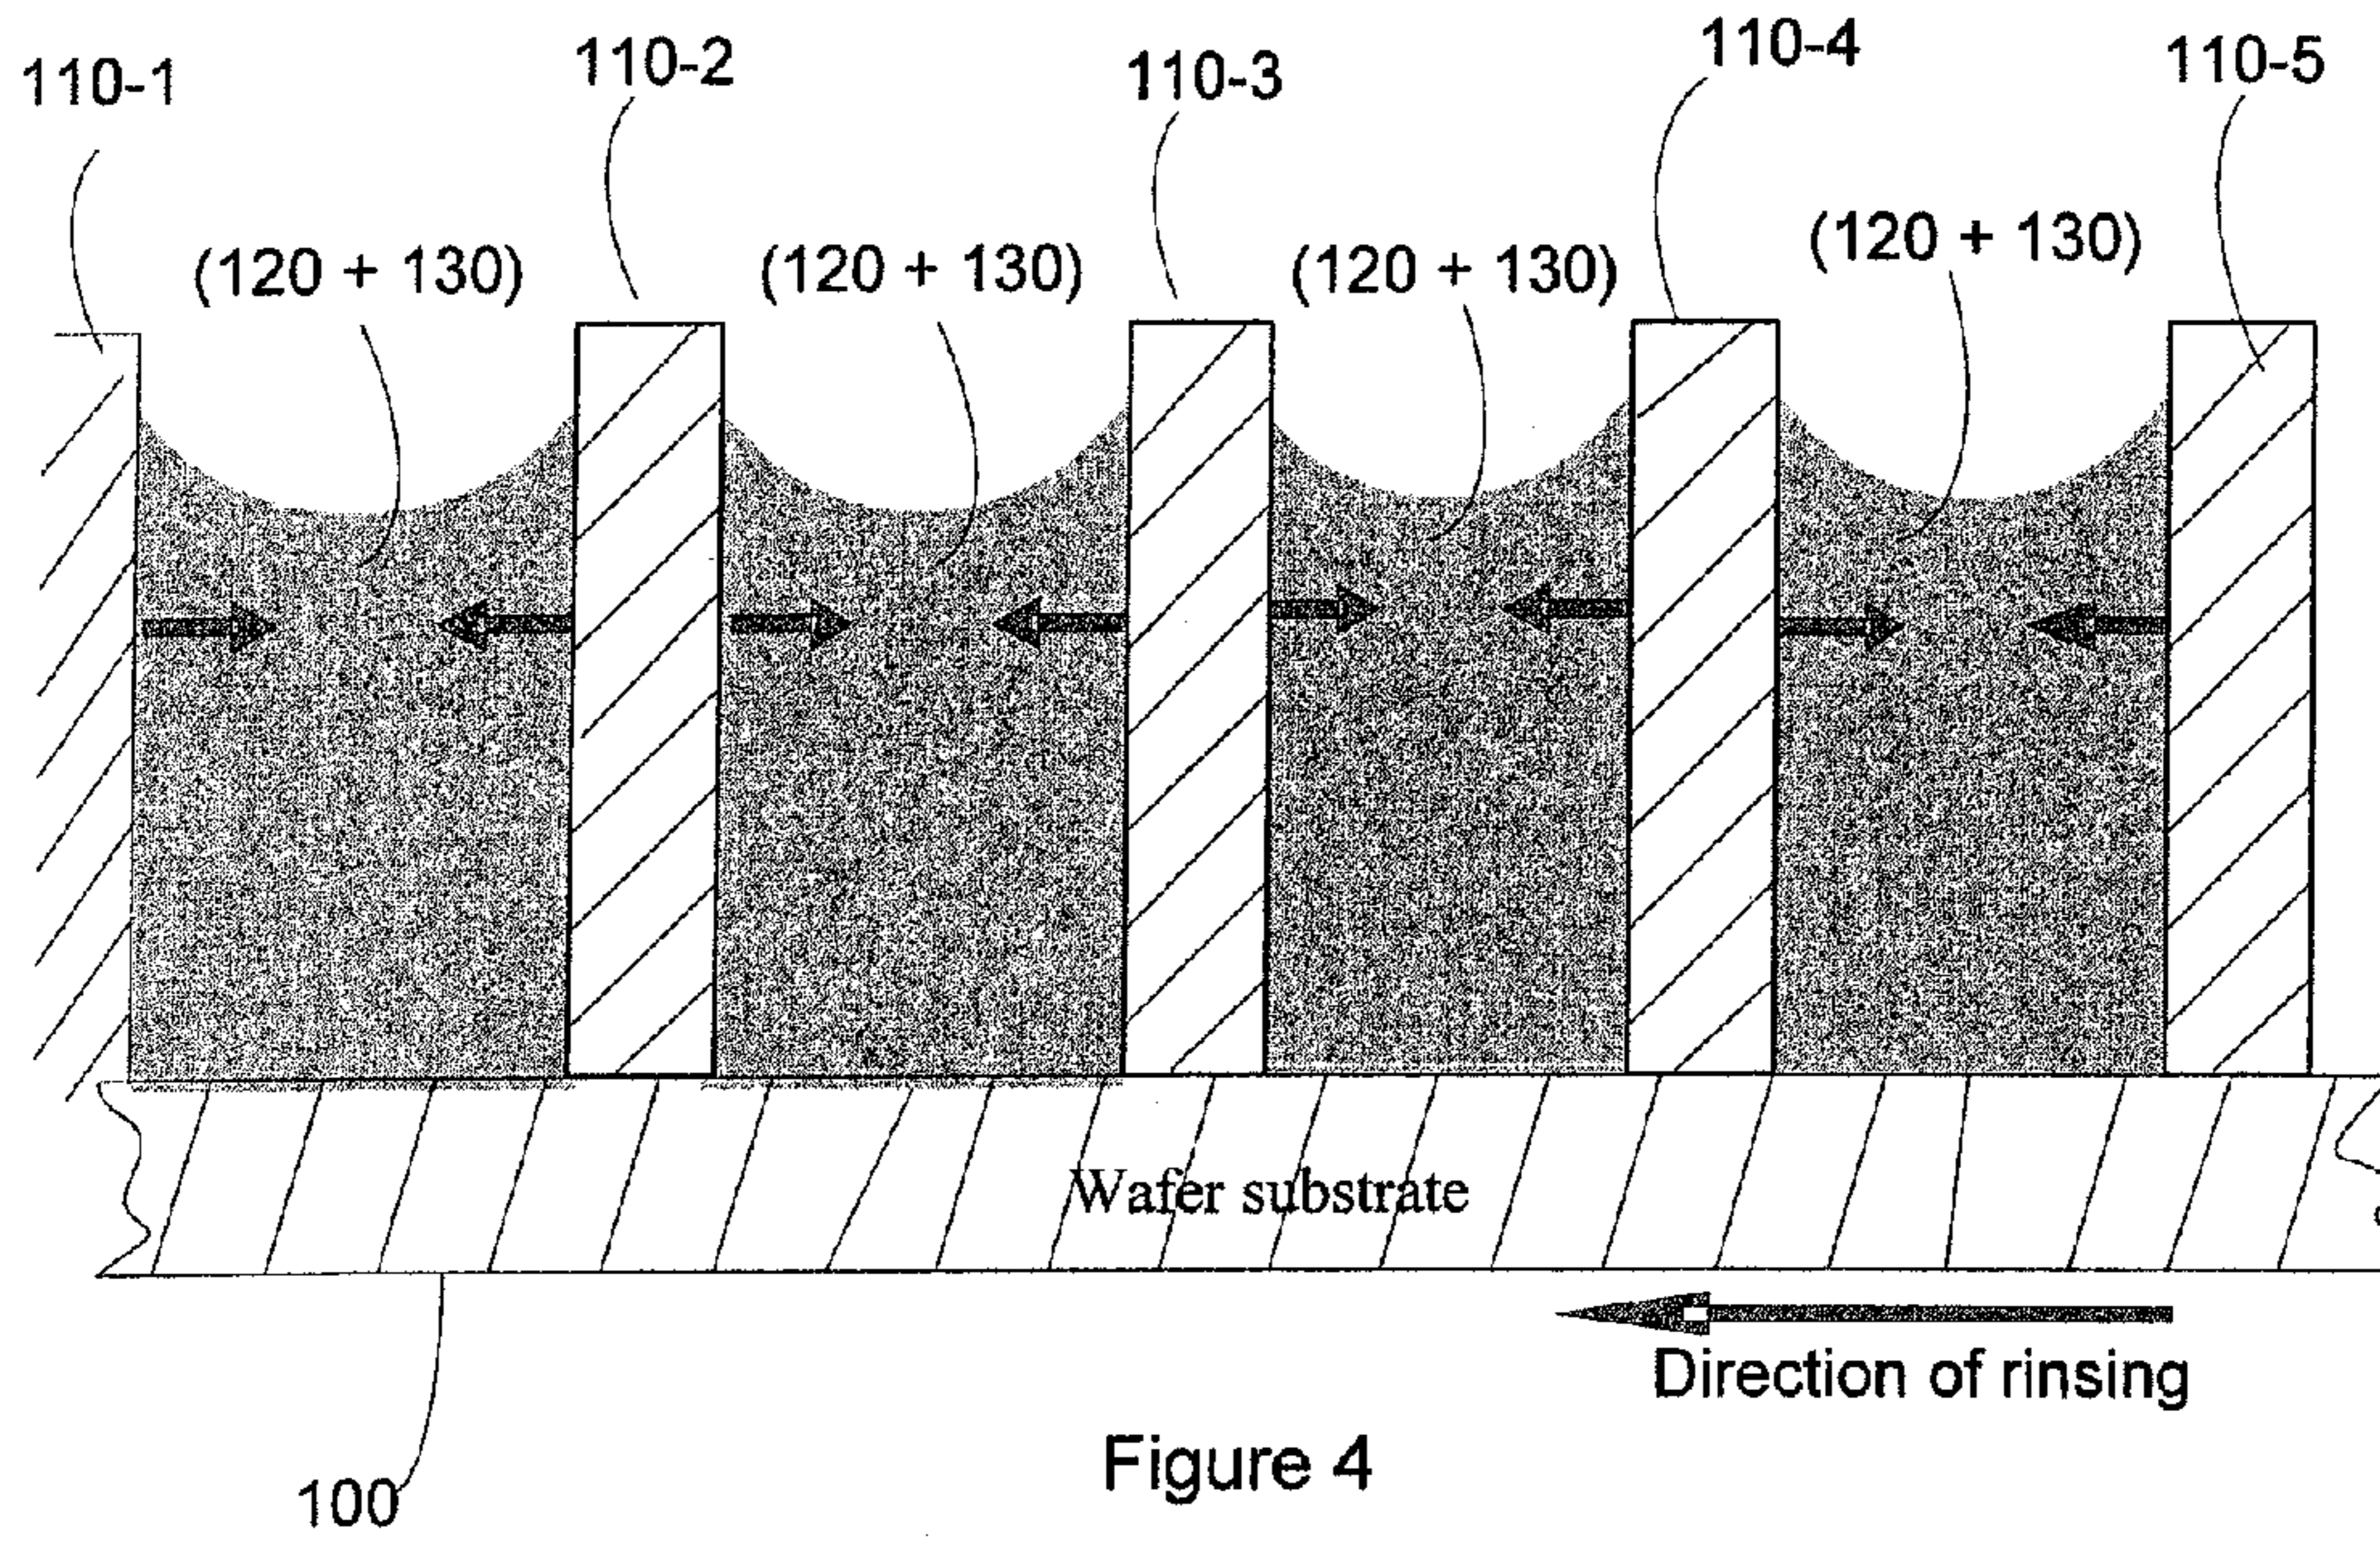 110-1 110-2 110-3 110-4 110-5
(120 + 130) (120 + 130) (120 + 130) (120 + 130)
Wafer substrate
Direction of rinsing
Figure 4
100